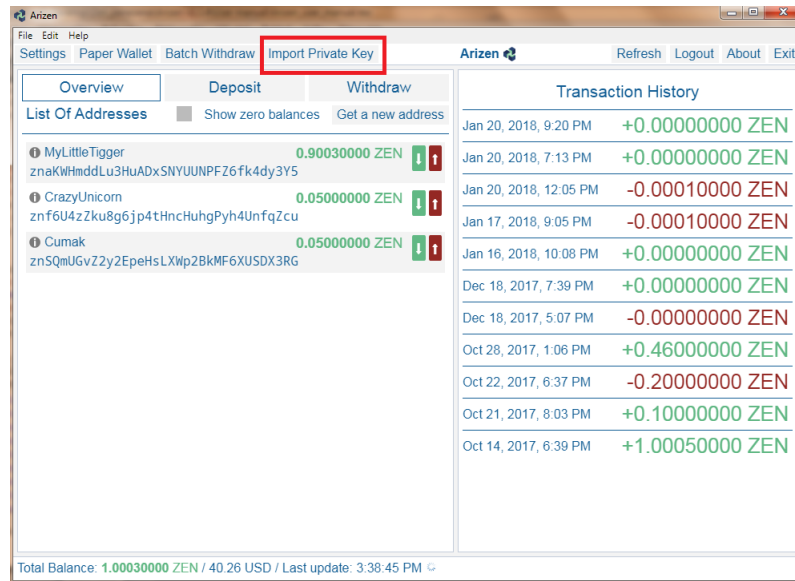 Arizen
File Edit Help
Settings Paper Wallet Batch Withdraw Import Private Key Arizen Refresh Logout About Exit
Overview Deposit Withdraw
List Of Addresses Show zero balances Get a new address
MyLittleTigger 0.90030000 ZEN
znaKWHmddLu3HuADxSNYUUNPFZ6fk4dy3Y5
CrazyUnicorn 0.05000000 ZEN
znf6U4zZku8g6jp4tHncHuhgPyh4UnfqZcu
Cumak 0.05000000 ZEN
znSQmUGvZ2y2EpeHsLXWp2BkMF6XUSDX3RG
Transaction History
Jan 20, 2018, 9:20 PM +0.00000000 ZEN
Jan 20, 2018, 7:13 PM +0.00000000 ZEN
Jan 20, 2018, 12:05 PM -0.00010000 ZEN
Jan 17, 2018, 9:05 PM -0.00010000 ZEN
Jan 16, 2018, 10:08 PM +0.00000000 ZEN
Dec 18, 2017, 7:39 PM +0.00000000 ZEN
Dec 18, 2017, 5:07 PM -0.00000000 ZEN
Oct 28, 2017, 1:06 PM +0.46000000 ZEN
Oct 22, 2017, 6:37 PM -0.20000000 ZEN
Oct 21, 2017, 8:03 PM +0.10000000 ZEN
Oct 14, 2017, 6:39 PM +1.00050000 ZEN
Total Balance: 1.00030000 ZEN / 40.26 USD / Last update: 3:38:45 PM